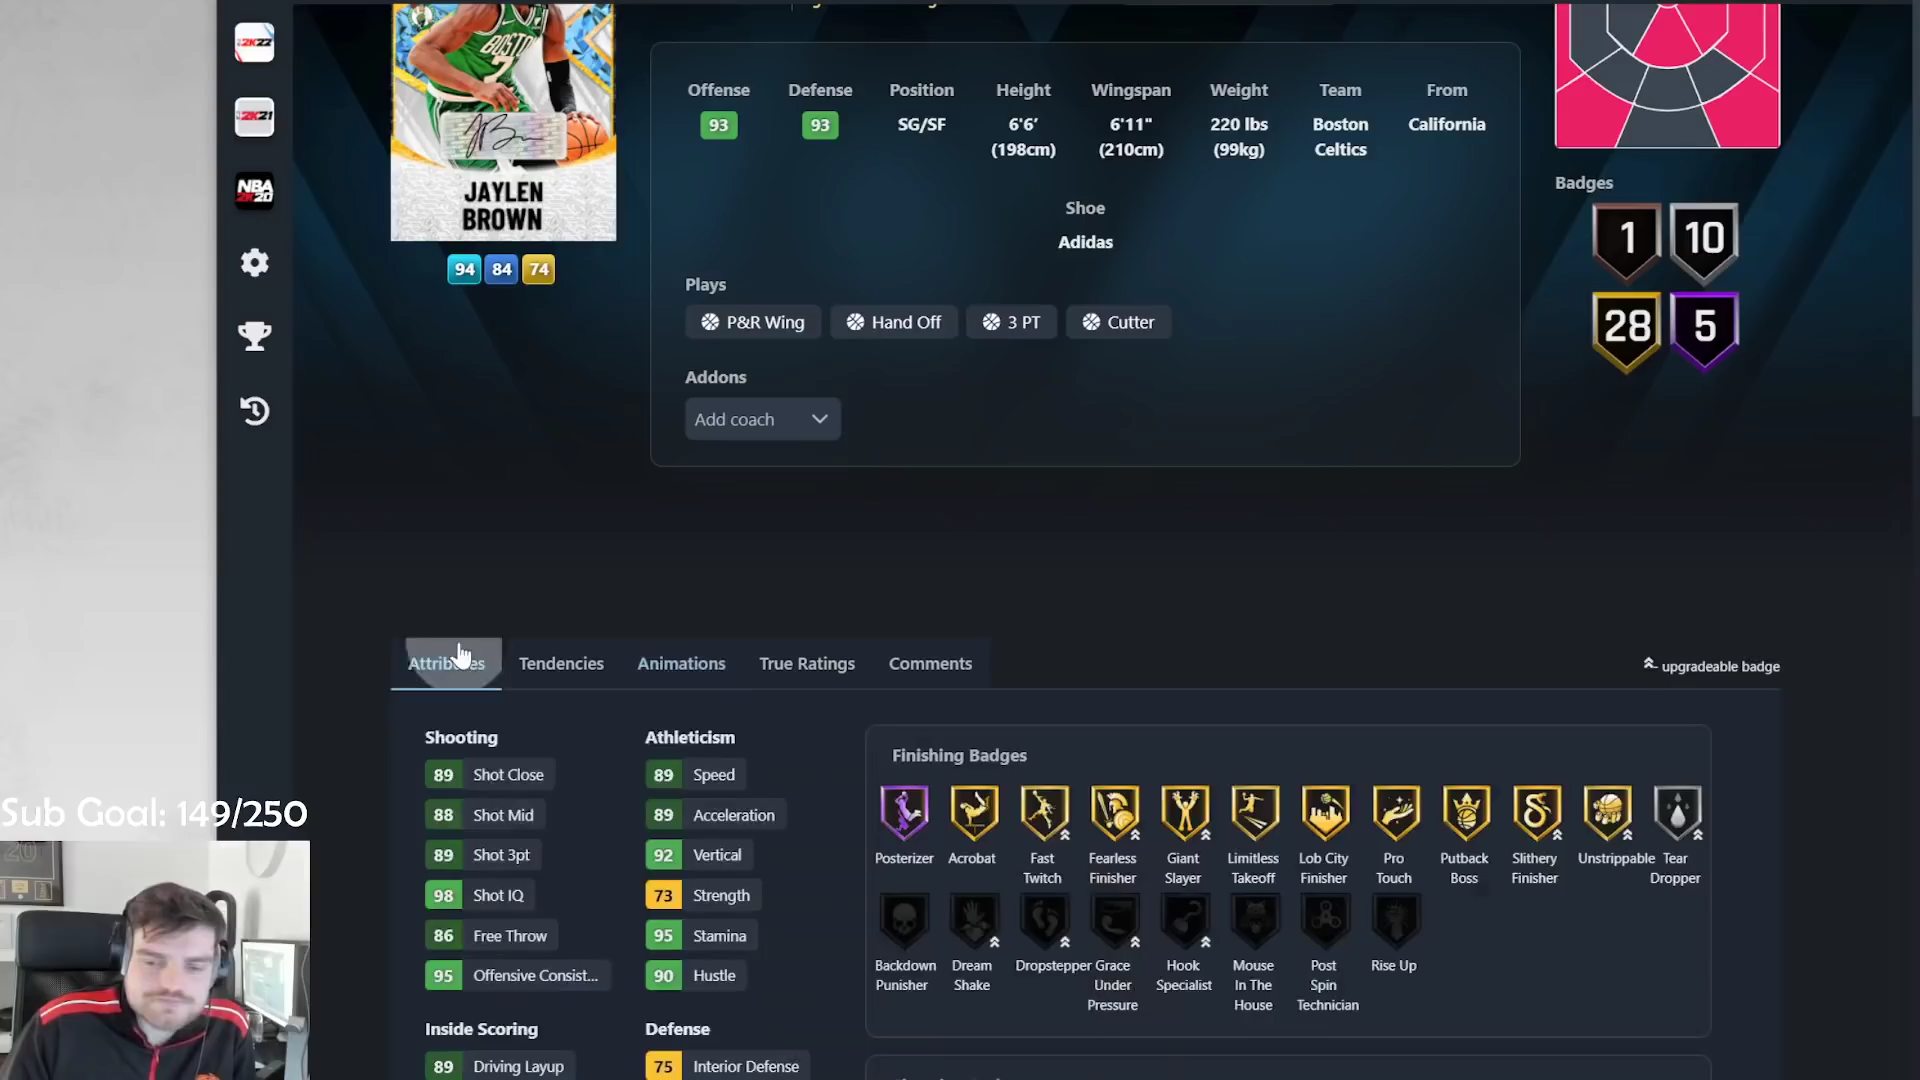 2K22
2K21
NBA
2K20
BOSTON
7
JAYLEN
BROWN
94 84 74
Offense Defense Position Height Wingspan Weight Team From
93 93 SG/SF 6'6' 6'11" 220 lbs Boston California
(198cm) (210cm) (99kg) Celtics
Shoe
Adidas
Plays
P&R Wing Hand Off 3 PT Cutter
Addons
Add coach
Badges
1 10
28 5
Attributes Tendencies Animations True Ratings Comments
upgradeable badge
Shooting
89 Shot Close
88 Shot Mid
89 Shot 3pt
98 Shot IQ
86 Free Throw
95 Offensive Consist...
Inside Scoring
89 Driving Layup
Athleticism
89 Speed
89 Acceleration
92 Vertical
73 Strength
95 Stamina
90 Hustle
Defense
75 Interior Defense
Finishing Badges
Posterizer Acrobat Fast Fearless Giant Limitless Lob City Pro Putback Slithery Unstrippable Tear
Twitch Finisher Slayer Takeoff Finisher Touch Boss Finisher Dropper
Backdown Dream Dropstepper Grace Hook Mouse Post Rise Up
Punisher Shake Under Specialist In The Spin
Pressure House Technician
Sub Goal: 149/250